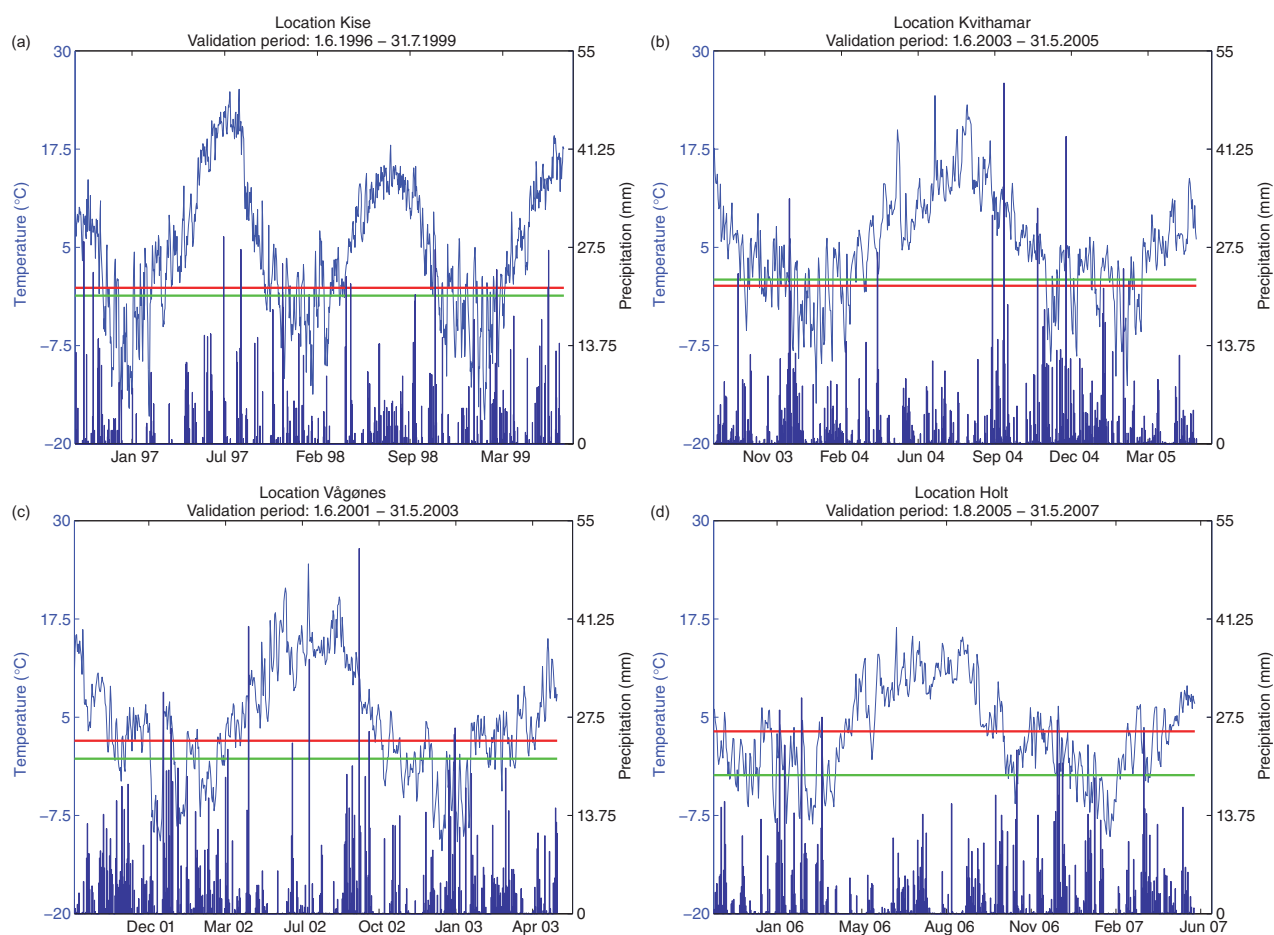 Location Kise
(a)
Validation period: 1.6.1996 – 31.7.1999
30
17.5
5
−7.5
−20
Temperature (°C)
55
41.25
27.5
13.75
0
Precipitation (mm)
Jan 97 Jul 97 Feb 98 Sep 98 Mar 99
Location Kvithamar
(b)
Validation period: 1.6.2003 – 31.5.2005
30
17.5
5
−7.5
−20
Temperature (°C)
55
41.25
27.5
13.75
0
Precipitation (mm)
Nov 03 Feb 04 Jun 04 Sep 04 Dec 04 Mar 05
Location Vågønes
(c)
Validation period: 1.6.2001 – 31.5.2003
30
17.5
5
−7.5
−20
Temperature (°C)
55
41.25
27.5
13.75
0
Precipitation (mm)
Dec 01 Mar 02 Jul 02 Oct 02 Jan 03 Apr 03
Location Holt
(d)
Validation period: 1.8.2005 – 31.5.2007
30
17.5
5
−7.5
−20
Temperature (°C)
55
41.25
27.5
13.75
0
Precipitation (mm)
Jan 06 May 06 Aug 06 Nov 06 Feb 07 Jun 07